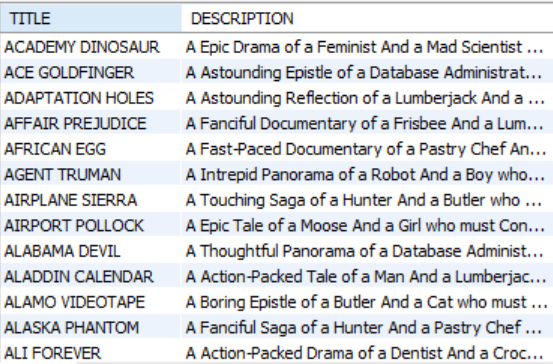 TITLE DESCRIPTION
ACADEMY DINOSAUR A Epic Drama of a Feminist And a Mad Scientist ...
ACE GOLDFINGER A Astounding Epistle of a Database Administrat...
ADAPTATION HOLES A Astounding Reflection of a Lumberjack And a ...
AFFAIR PREJUDICE A Fanciful Documentary of a Frisbee And a Lum...
AFRICAN EGG A Fast-Paced Documentary of a Pastry Chef An...
AGENT TRUMAN A Intrepid Panorama of a Robot And a Boy who...
AIRPLANE SIERRA A Touching Saga of a Hunter And a Butler who ...
AIRPORT POLLOCK A Epic Tale of a Moose And a Girl who must Con...
ALABAMA DEVIL A Thoughtful Panorama of a Database Administ...
ALADDIN CALENDAR A Action-Packed Tale of a Man And a Lumberjac...
ALAMO VIDEOTAPE A Boring Epistle of a Butler And a Cat who must ...
ALASKA PHANTOM A Fanciful Saga of a Hunter And a Pastry Chef ...
ALI FOREVER A Action-Packed Drama of a Dentist And a Croc...